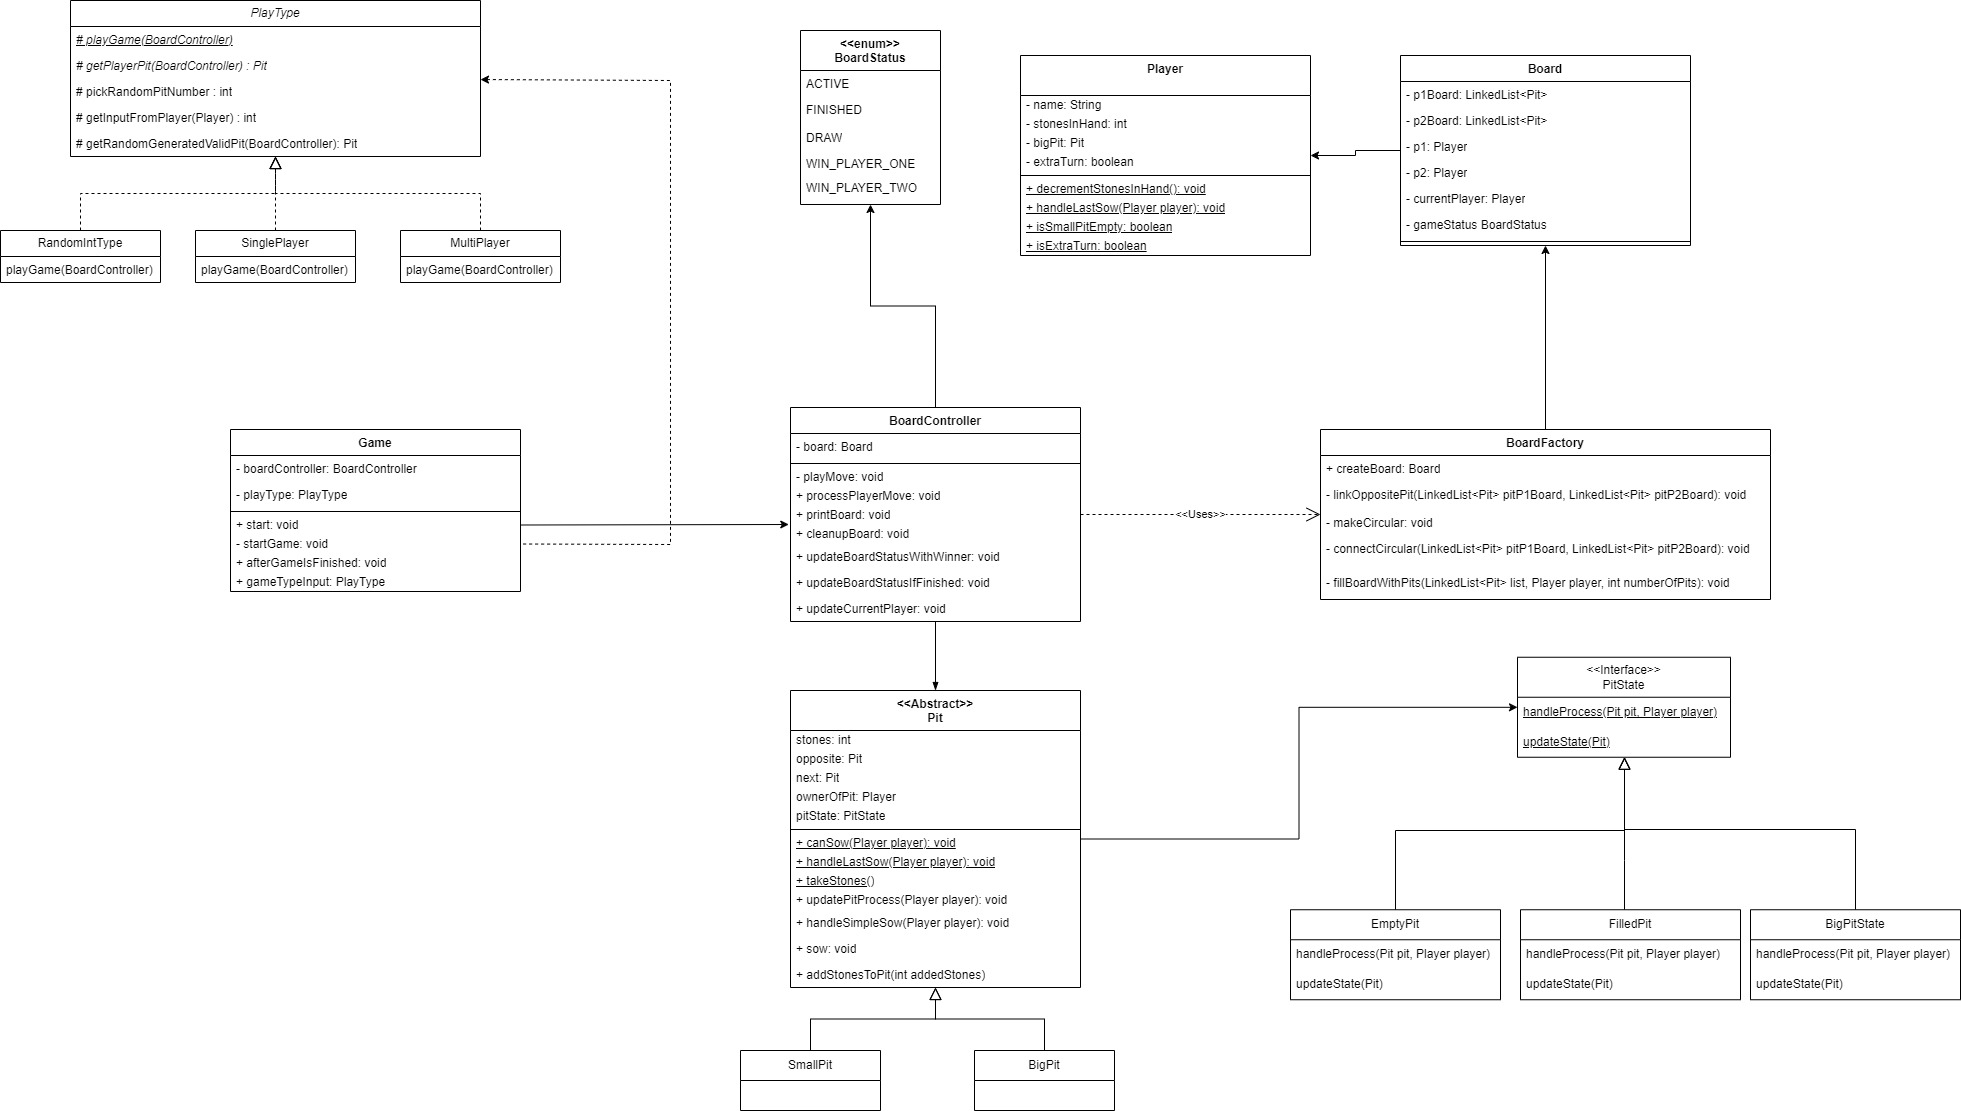 PlayType
# playGame(BoardController)
# getPlayerPit(BoardController) : Pit
# pickRandomPitNumber : int
# getInputFromPlayer(Player) : int
# getRandomGeneratedValidPit(BoardController): Pit
RandomIntType
playGame(BoardController)
SinglePlayer
playGame(BoardController)
MultiPlayer
playGame(BoardController)
<<enum>>
BoardStatus
ACTIVE
FINISHED
DRAW
WIN_PLAYER_ONE
WIN_PLAYER_TWO
Player
- name: String
- stonesInHand: int
- bigPit: Pit
- extraTurn: boolean
+ decrementStonesInHand(): void
+ handleLastSow(Player player): void
+ isSmallPitEmpty: boolean
+ isExtraTurn: boolean
Board
- p1Board: LinkedList<Pit>
- p2Board: LinkedList<Pit>
- p1: Player
- p2: Player
- currentPlayer: Player
- gameStatus BoardStatus
Game
- boardController: BoardController
- playType: PlayType
+ start: void
- startGame: void
+ afterGameIsFinished: void
+ gameTypeInput: PlayType
BoardController
- board: Board
- playMove: void
+ processPlayerMove: void
+ printBoard: void
+ cleanupBoard: void
+ updateBoardStatusWithWinner: void
+ updateBoardStatusIfFinished: void
+ updateCurrentPlayer: void
<<Uses>>
BoardFactory
+ createBoard: Board
- linkOppositePit(LinkedList<Pit> pitP1Board, LinkedList<Pit> pitP2Board): void
- makeCircular: void
- connectCircular(LinkedList<Pit> pitP1Board, LinkedList<Pit> pitP2Board): void
- fillBoardWithPits(LinkedList<Pit> list, Player player, int numberOfPits): void
<<Abstract>>
Pit
stones: int
opposite: Pit
next: Pit
ownerOfPit: Player
pitState: PitState
+ canSow(Player player): void
+ handleLastSow(Player player): void
+ takeStones()
+ updatePitProcess(Player player): void
+ handleSimpleSow(Player player): void
+ sow: void
+ addStonesToPit(int addedStones)
<<Interface>>
PitState
handleProcess(Pit pit, Player player)
updateState(Pit)
EmptyPit
handleProcess(Pit pit, Player player)
updateState(Pit)
FilledPit
handleProcess(Pit pit, Player player)
updateState(Pit)
BigPitState
handleProcess(Pit pit, Player player)
updateState(Pit)
SmallPit
BigPit